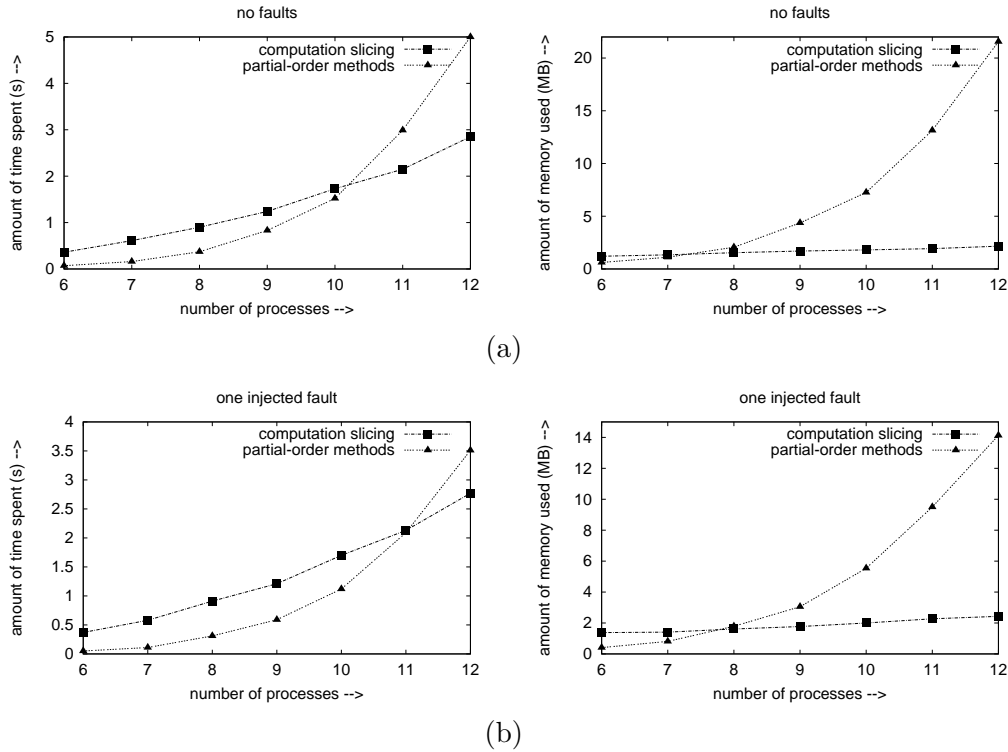 no faults
amount of time spent (s) -->
5
4
3
2
1
0
computation slicing
partial-order methods
6 7 8 9 10 11 12
number of processes -->
no faults
amount of memory used (MB) -->
20
15
10
5
0
computation slicing
partial-order methods
6 7 8 9 10 11 12
number of processes -->
(a)
one injected fault
amount of time spent (s) -->
4
3.5
3
2.5
2
1.5
1
0.5
0
computation slicing
partial-order methods
6 7 8 9 10 11 12
number of processes -->
one injected fault
amount of memory used (MB) -->
14
12
10
8
6
4
2
0
computation slicing
partial-order methods
6 7 8 9 10 11 12
number of processes -->
(b)